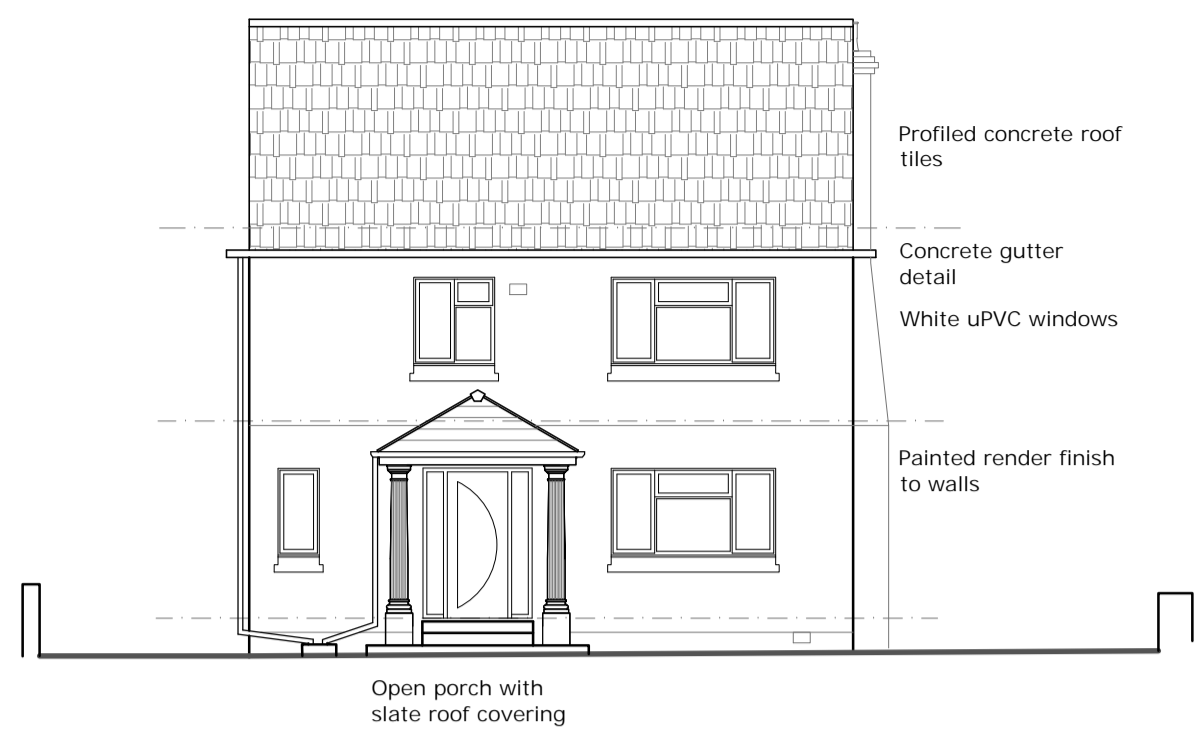 Profiled concrete roof
tiles
Concrete gutter
detail
White uPVC windows
Painted render finish
to walls
Open porch with
slate roof covering